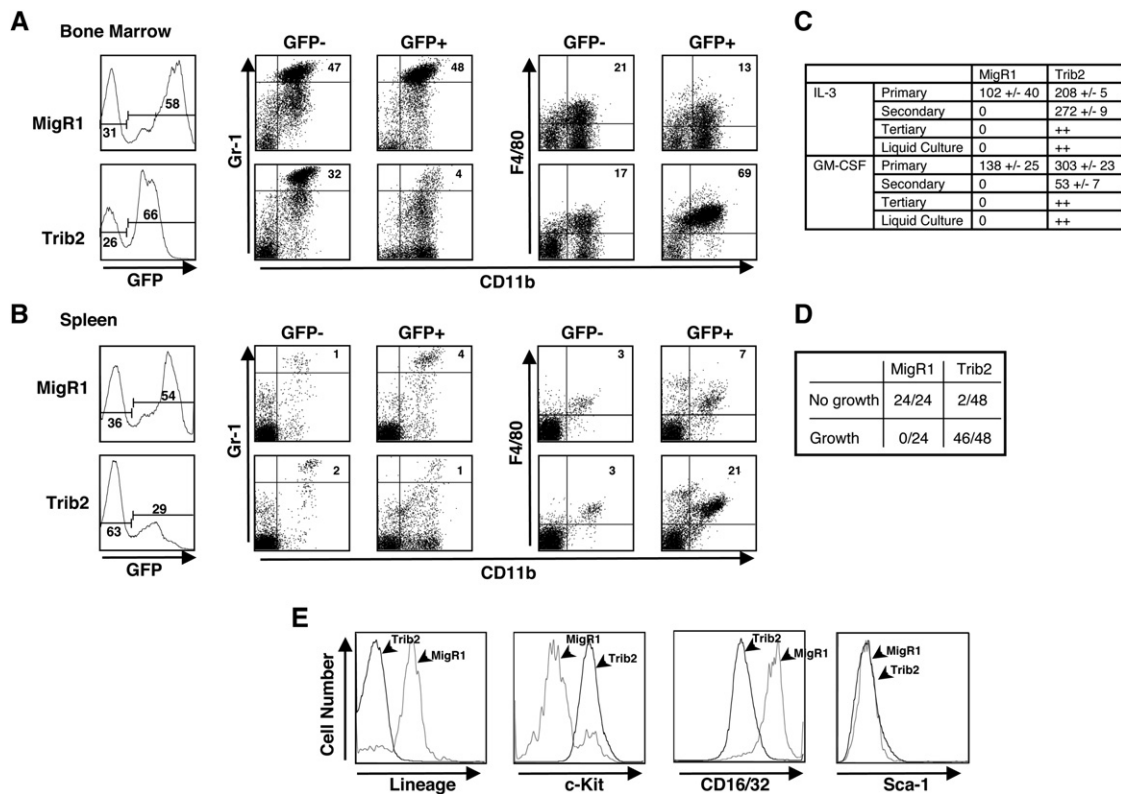 A
Bone Marrow
GFP-
GFP+
GFP-
GFP+
MigR1
31
58
Gr-1
47
48
F4/80
21
13
Trib2
26
66
32
4
17
69
GFP
CD11b
B
Spleen
GFP-
GFP+
GFP-
GFP+
MigR1
36
54
Gr-1
1
4
F4/80
3
7
Trib2
63
29
2
1
3
21
GFP
CD11b
C
MigR1 Trib2
IL-3 Primary 102 +/- 40 208 +/- 5
Secondary 0 272 +/- 9
Tertiary 0 ++
Liquid Culture 0 ++
GM-CSF Primary 138 +/- 25 303 +/- 23
Secondary 0 53 +/- 7
Tertiary 0 ++
Liquid Culture 0 ++
D
MigR1 Trib2
No growth 24/24 2/48
Growth 0/24 46/48
E
Cell Number
Trib2
MigR1
Lineage
MigR1
Trib2
c-Kit
Trib2
MigR1
CD16/32
MigR1
Trib2
Sca-1